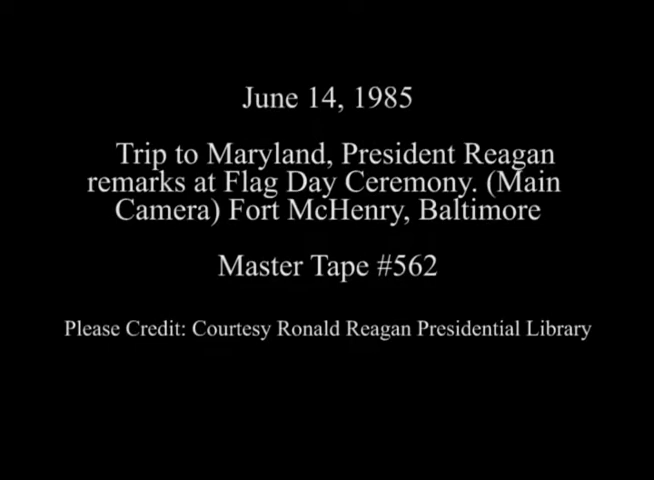 June 14, 1985
Trip to Maryland, President Reagan
remarks at Flag Day Ceremony. (Main
Camera) Fort McHenry, Baltimore
Master Tape #562
Please Credit: Courtesy Ronald Reagan Presidential Library